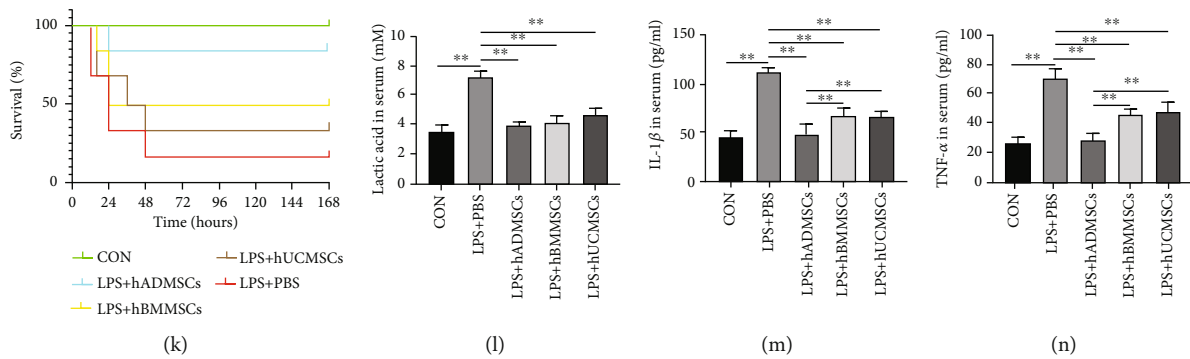 100
50
0
Survival (%)
0 24 48 72 96 120 144 168
Time (hours)
CON
LPS+hADMSCs
LPS+hBMMSCs
LPS+hUCMSCs
LPS+PBS
(k)
10
8
6
4
2
0
Lactic acid in serum (mM)
**
**
**
**
CON
LPS+PBS
LPS+hADMSCs
LPS+hBMMSCs
LPS+hUCMSCs
(l)
150
100
50
0
IL-1β in serum (pg/ml)
**
**
** **
**
**
CON
LPS+PBS
LPS+hADMSCs
LPS+hBMMSCs
LPS+hUCMSCs
(m)
100
80
60
40
20
0
TNF-α in serum (pg/ml)
**
**
** **
**
**
CON
LPS+PBS
LPS+hADMSCs
LPS+hBMMSCs
LPS+hUCMSCs
(n)